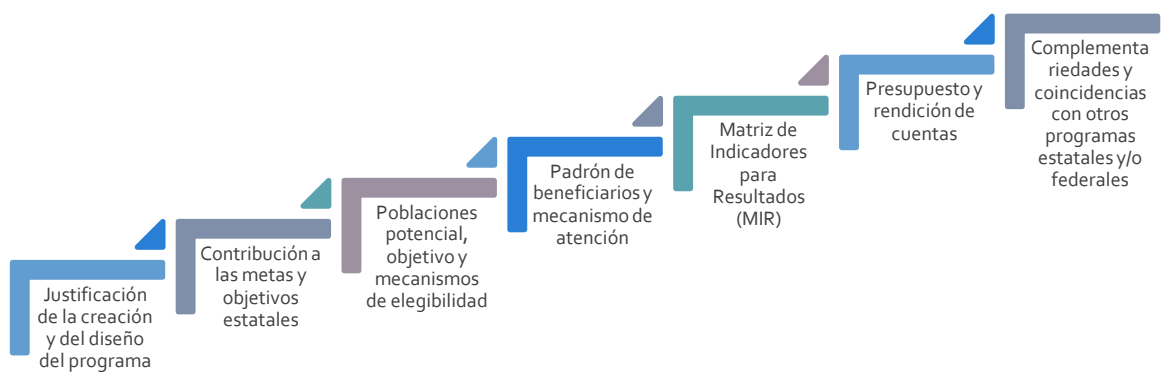 Justificación
de la creación
y del diseño
del programa
Contribución a
las metas y
objetivos
estatales
Poblaciones
potencial,
objetivo y
mecanismos
de elegibilidad
Padrón de
beneficiarios y
mecanismo de
atención
Matriz de
Indicadores
para
Resultados
(MIR)
Presupuesto y
rendición de
cuentas
Complementa
riedades y
coincidencias
con otros
programas
estatales y/o
federales